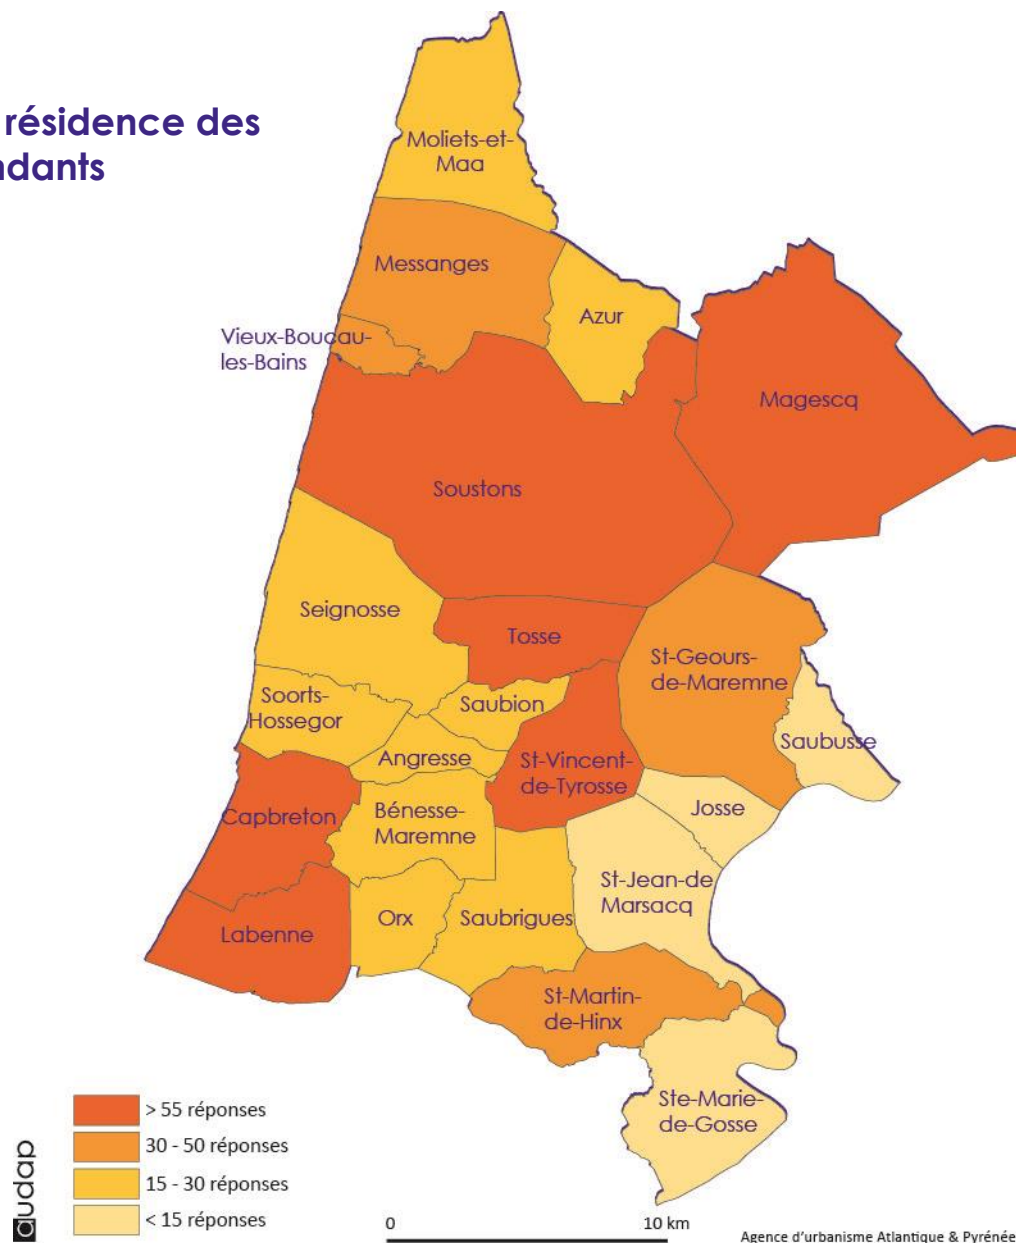 résidence des
ndants
Moliets-et-
Maa
Messanges
Azur
Vieux-Boucau-
les-Bains
Magescq
Soustons
Seignosse
Tosse
St-Geours-
de-Maremne
Soorts-
Hossegor
Saubion
Saubusse
Angresse
St-Vincent-
de-Tyrosse
Capbreton
Bénesse-
Maremne
Josse
St-Jean-de
Marsacq
Labenne
Orx
Saubrigues
St-Martin-
de-Hinx
Ste-Marie-
de-Gosse
> 55 réponses
30 - 50 réponses
15 - 30 réponses
< 15 réponses
audap
0 10 km
Agence d'urbanisme Atlantique & Pyrénée